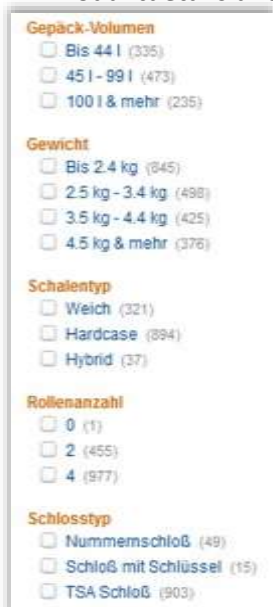 Gepäck-Volumen
Bis 44 l (335)
45 l - 99 l (473)
100 l & mehr (235)
Gewicht
Bis 2.4 kg (845)
2.5 kg - 3.4 kg (498)
3.5 kg - 4.4 kg (425)
4.5 kg & mehr (376)
Schalentyp
Weich (321)
Hardcase (894)
Hybrid (37)
Rollenanzahl
0 (1)
2 (455)
4 (977)
Schlosstyp
Nummernschloß (49)
Schloß mit Schlüssel (15)
TSA Schloß (903)